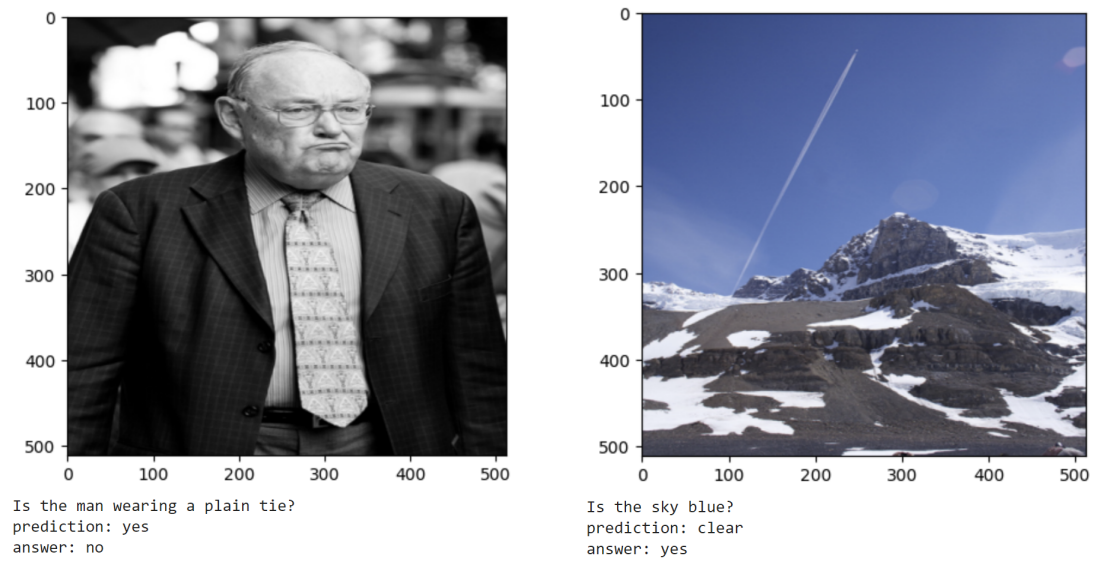 0
100
200
300
400
500
0 100 200 300 400 500
Is the man wearing a plain tie?
prediction: yes
answer: no
0
100
200
300
400
500
0 100 200 300 400 500
Is the sky blue?
prediction: clear
answer: yes